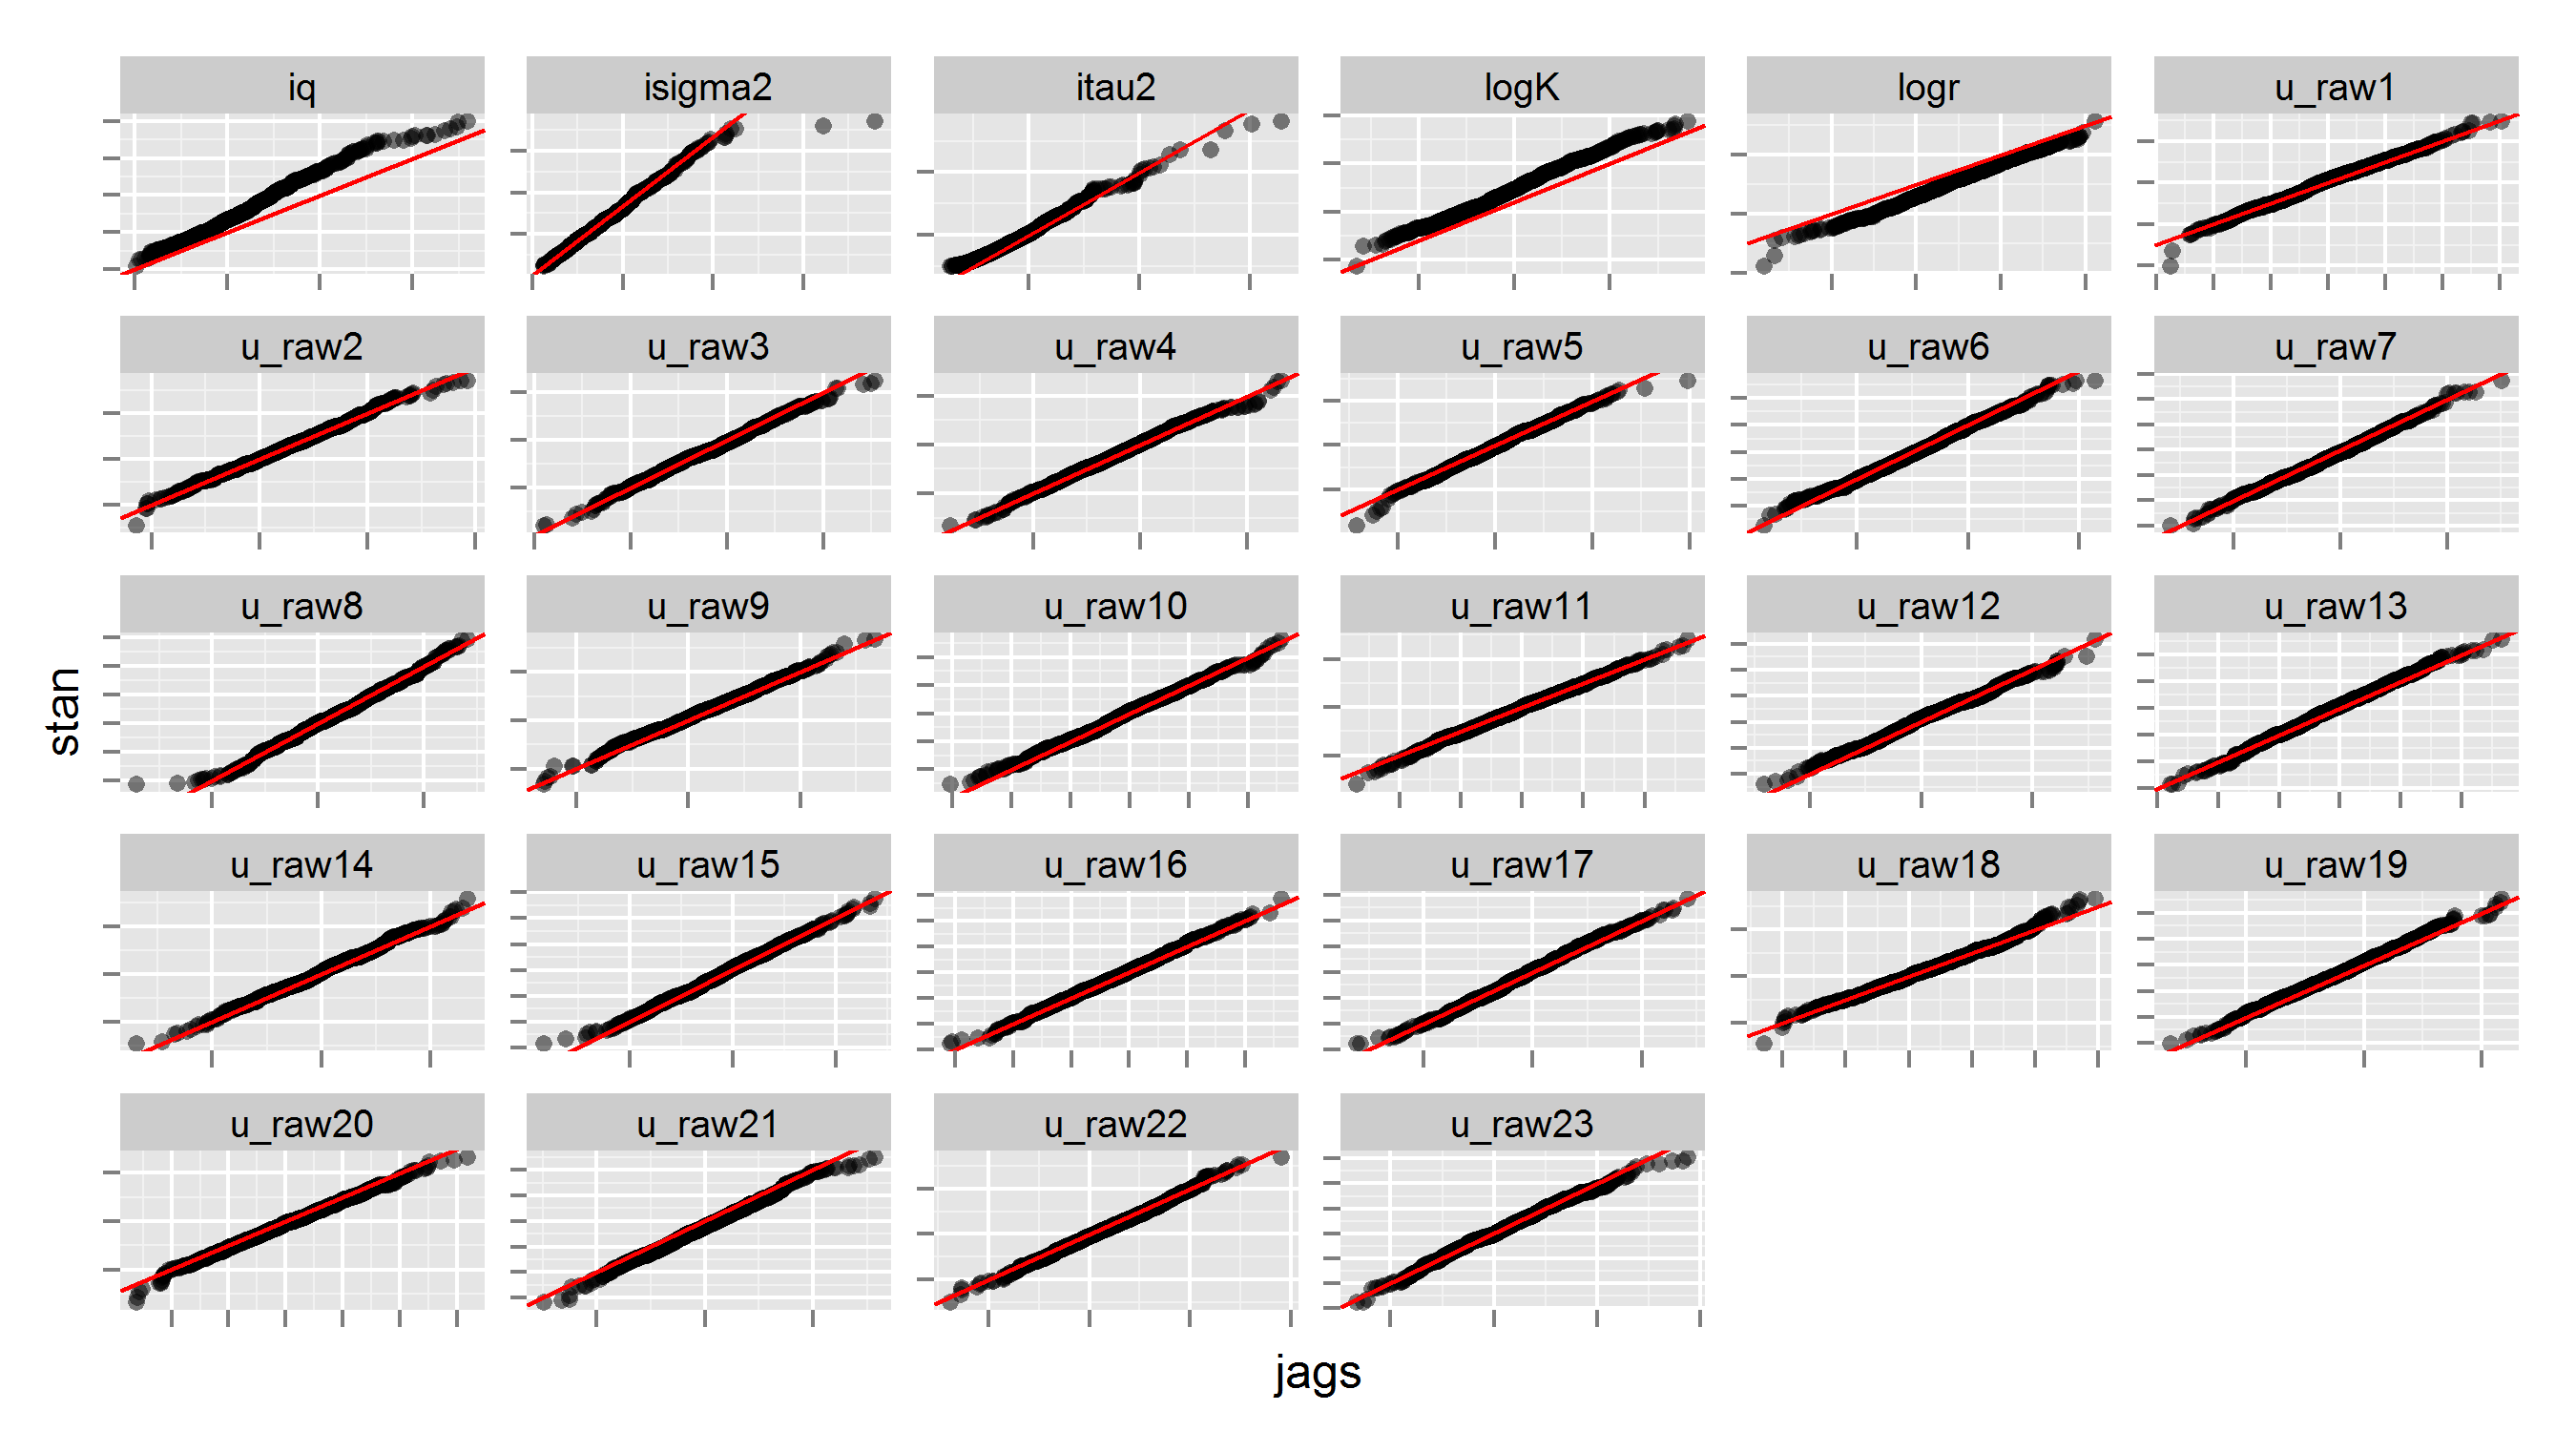 iq isigma2 itau2 logK logr u_raw1
u_raw2 u_raw3 u_raw4 u_raw5 u_raw6 u_raw7
u_raw8 u_raw9 u_raw10 u_raw11 u_raw12 u_raw13
u_raw14 u_raw15 u_raw16 u_raw17 u_raw18 u_raw19
u_raw20 u_raw21 u_raw22 u_raw23
stan
jags